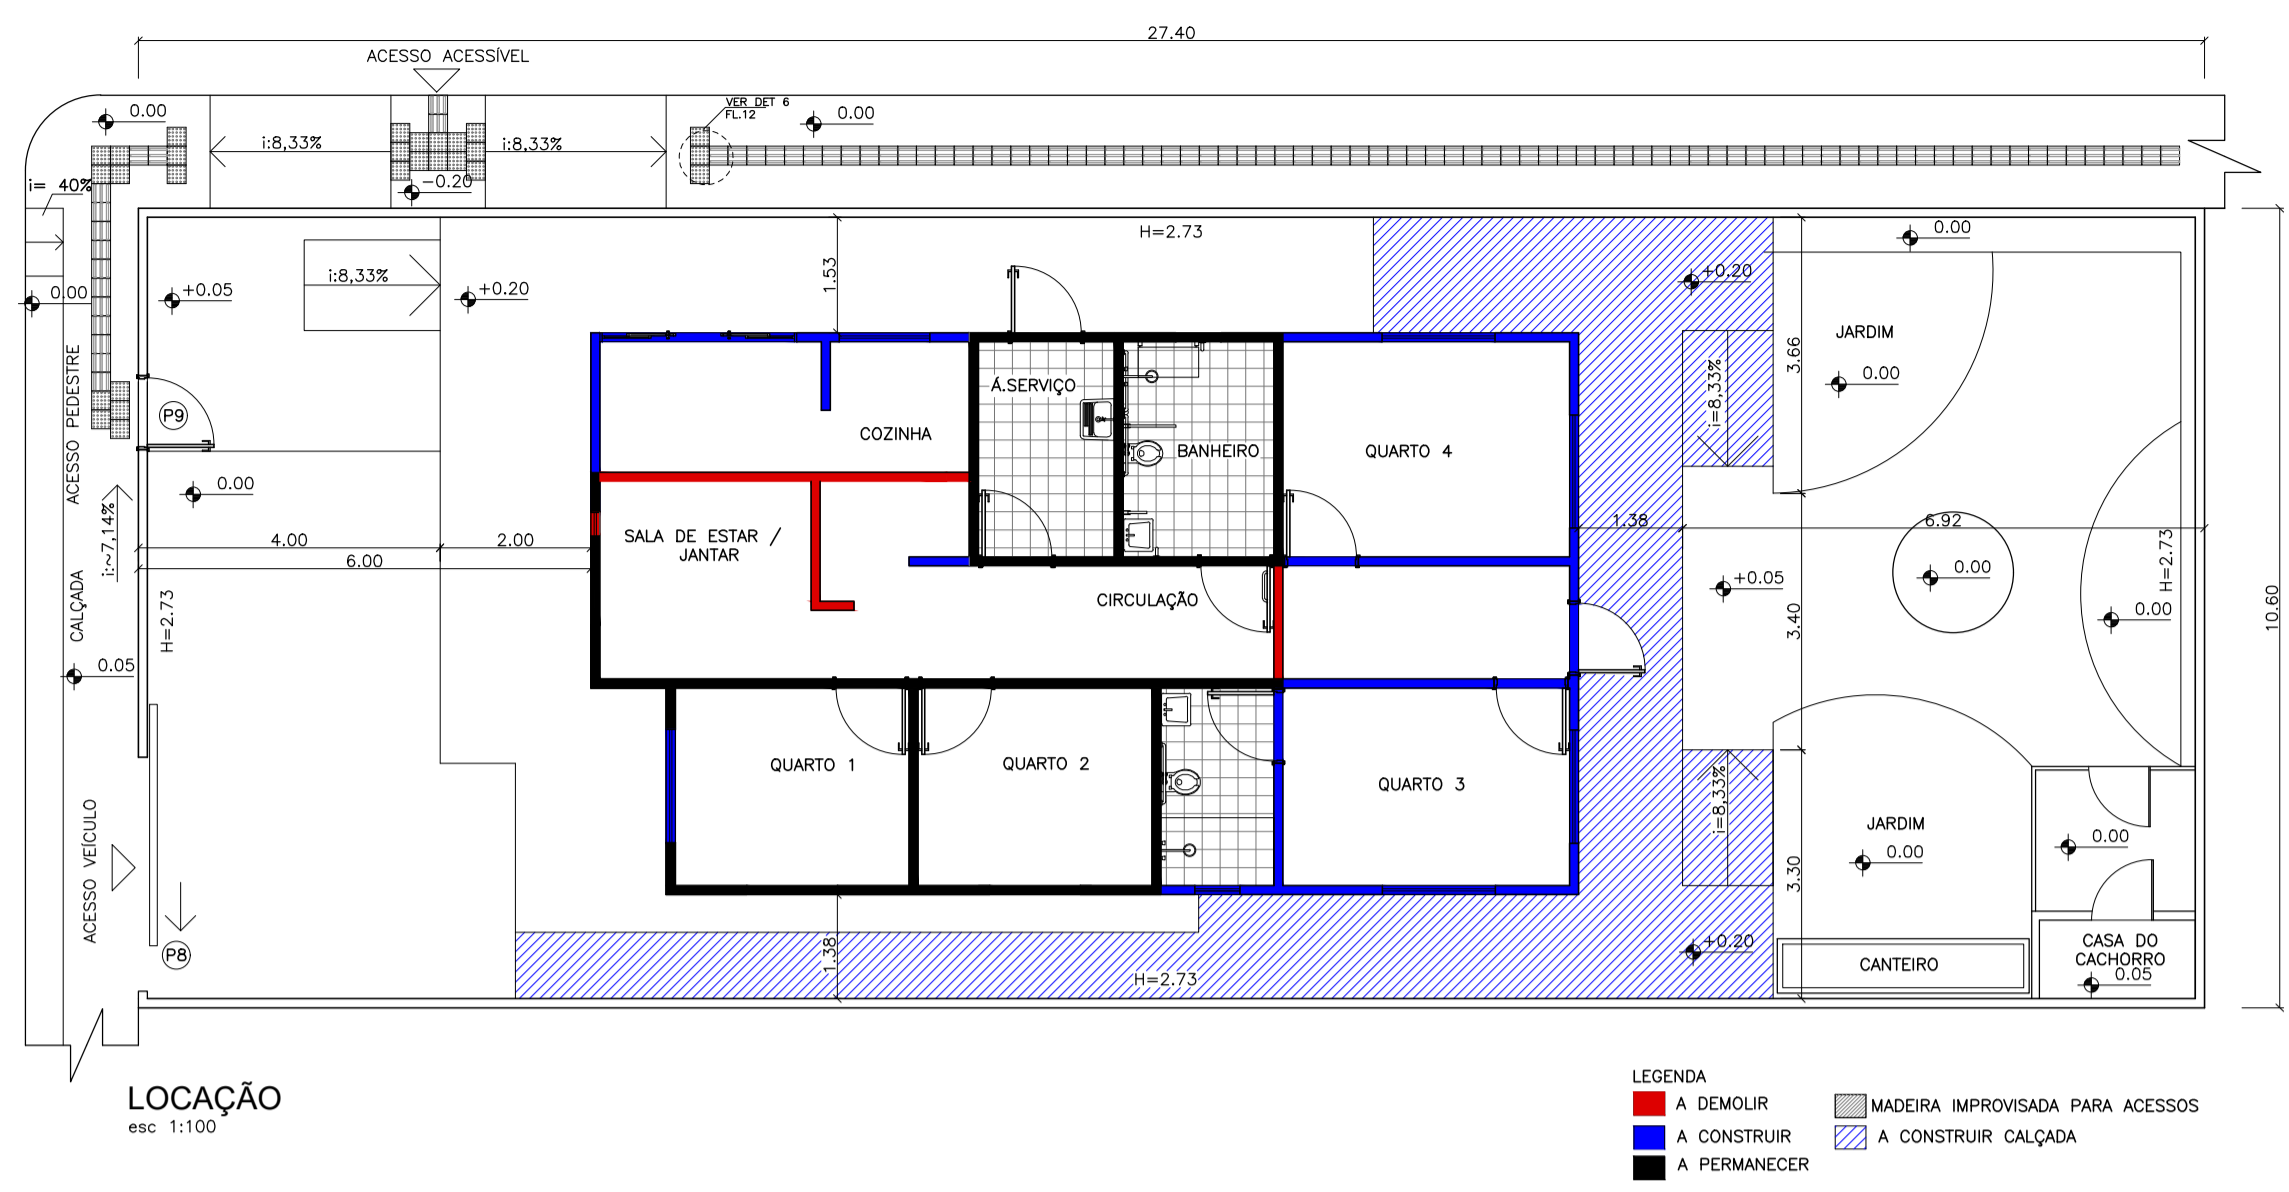 27.40
ACESSO ACESSÍVEL
VER DET 6
FL.12
0.00
0.00
i:8,33%
i:8,33%
i= 40%
-0.20
H=2.73
1.53
0.00
+0.20
i:8,33%
+0.05
+0.20
0.00
JARDIM
3.66
0.00
i=8,33%
Á.SERVIÇO
COZINHA
BANHEIRO
QUARTO 4
P9
ACESSO PEDESTRE
0.00
i:~7,14%
SALA DE ESTAR /
JANTAR
4.00
2.00
6.00
1.38
6.92
H=2.73
0.00
+0.05
0.00
10.60
CIRCULAÇÃO
CALÇADA
H=2.73
3.40
0.05
QUARTO 1
QUARTO 2
QUARTO 3
i=8,33%
JARDIM
0.00
0.00
ACESSO VEÍCULO
3.30
P8
1.38
H=2.73
+0.20
CANTEIRO
CASA DO
CACHORRO
0.05
LOCAÇÃO
esc 1:100
LEGENDA
A DEMOLIR
MADEIRA IMPROVISADA PARA ACESSOS
A CONSTRUIR
A CONSTRUIR CALÇADA
A PERMANECER